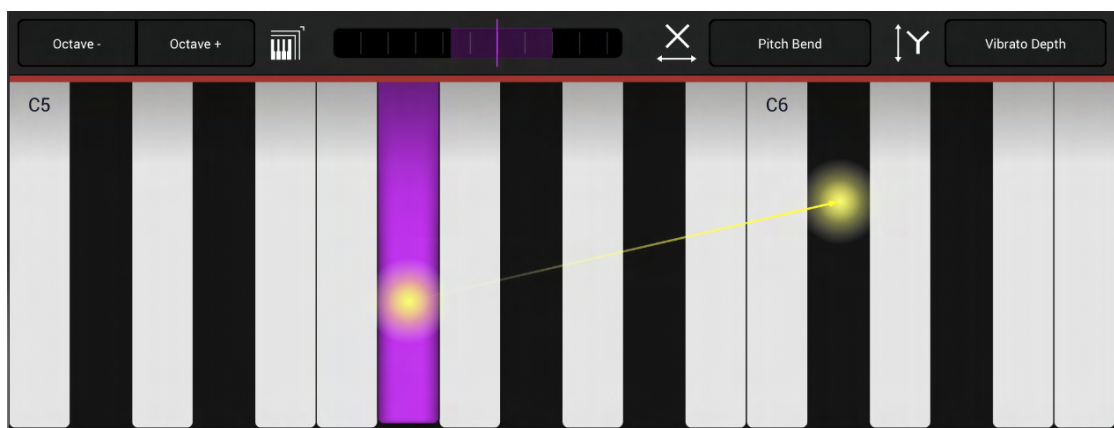 Octave -
Octave +
X
Pitch Bend
Y
Vibrato Depth
C5
C6